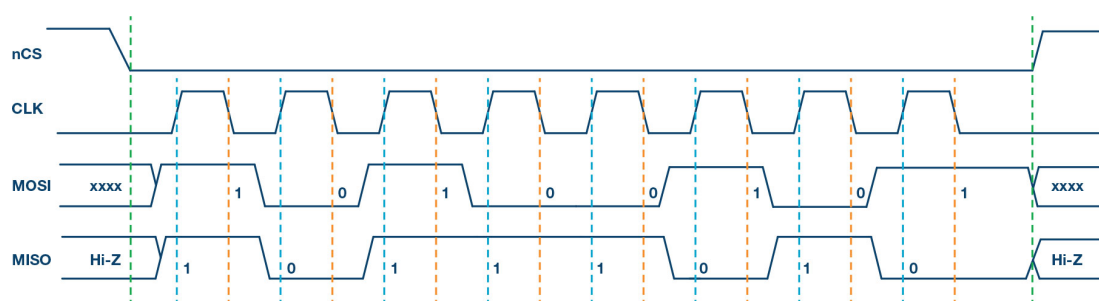 nCS
CLK
MOSI xxxx 1 0 1 0 0 1 0 1 xxxx
MISO Hi-Z 1 0 1 1 1 0 1 0 Hi-Z